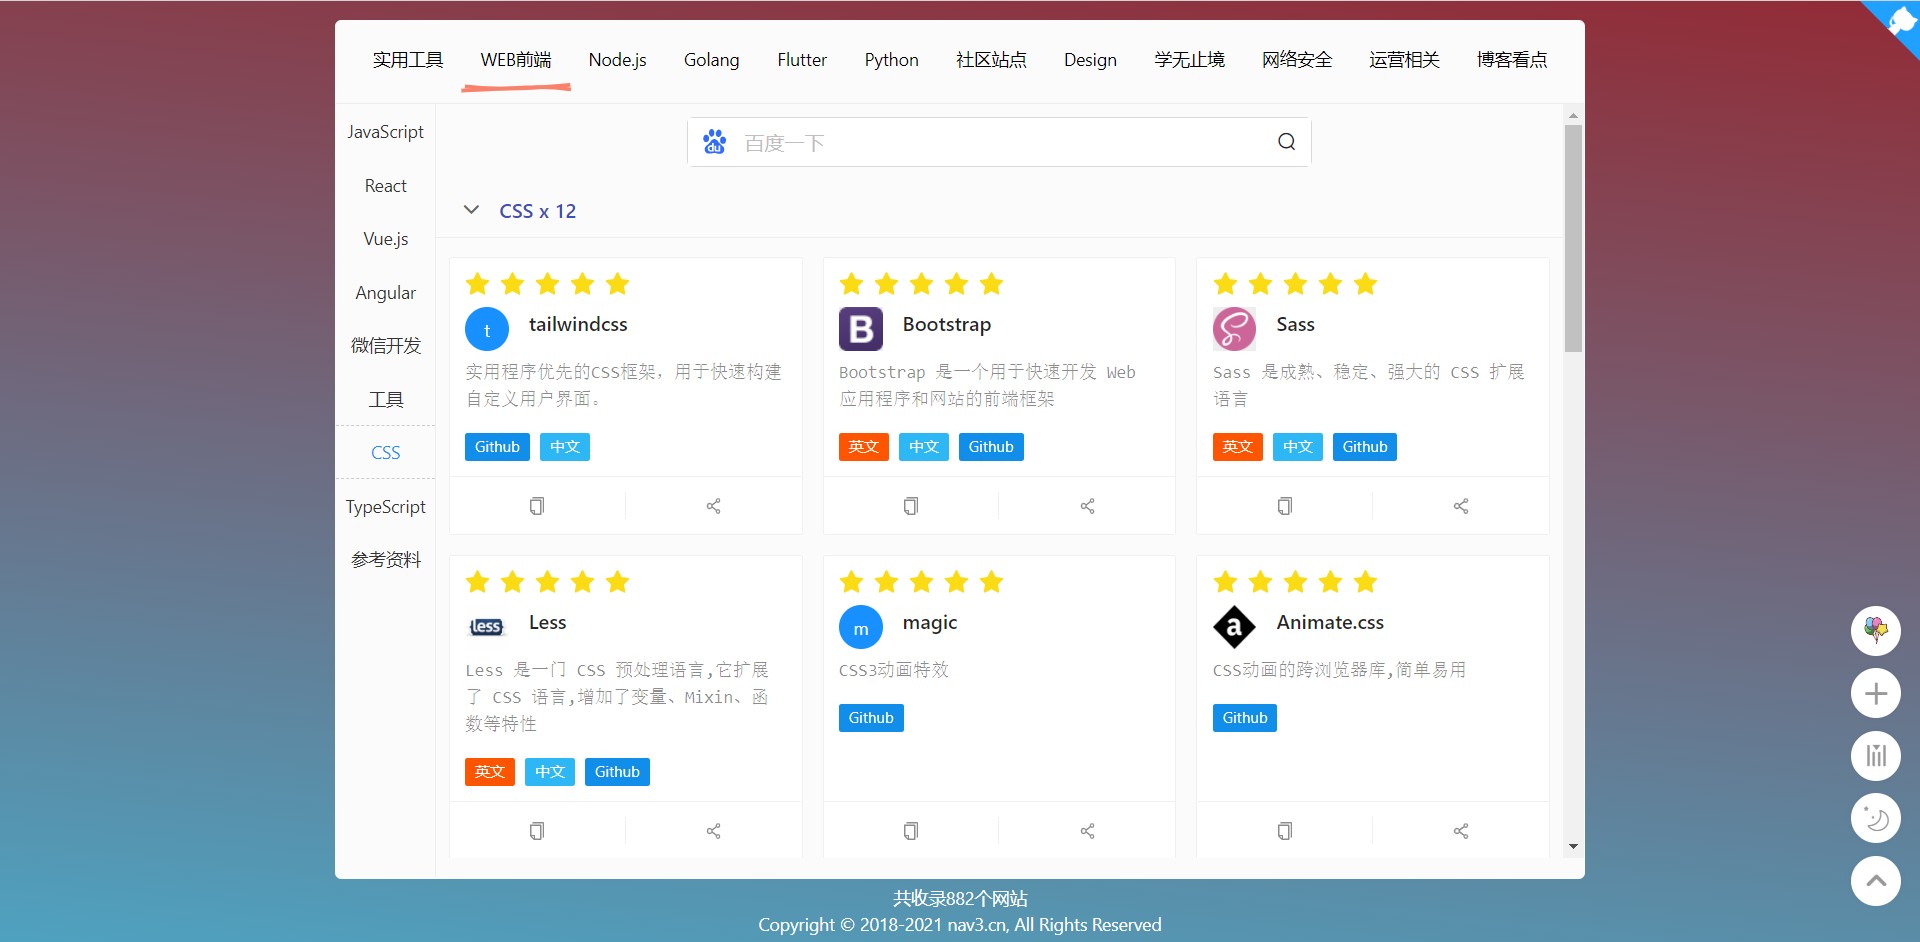 实用工具 WEB前端 Node.js Golang Flutter Python 社区站点 Design 学无止境 网络安全 运营相关 博客看点
JavaScript
React
Vue.js
Angular
微信开发
工具
CSS
TypeScript
参考资料
du 百度一下
CSS x 12
t tailwindcss
实用程序优先的CSS框架，用于快速构建
自定义用户界面。
Github 中文
B Bootstrap
Bootstrap 是一个用于快速开发 Web
应用程序和网站的前端框架
英文 中文 Github
Sass
Sass 是成熟、稳定、强大的 CSS 扩展
语言
英文 中文 Github
less Less
Less 是一门 CSS 预处理语言,它扩展
了 CSS 语言,增加了变量、Mixin、函
数等特性
英文 中文 Github
m magic
CSS3动画特效
Github
a Animate.css
CSS动画的跨浏览器库,简单易用
Github
共收录882个网站
Copyright © 2018-2021 nav3.cn, All Rights Reserved